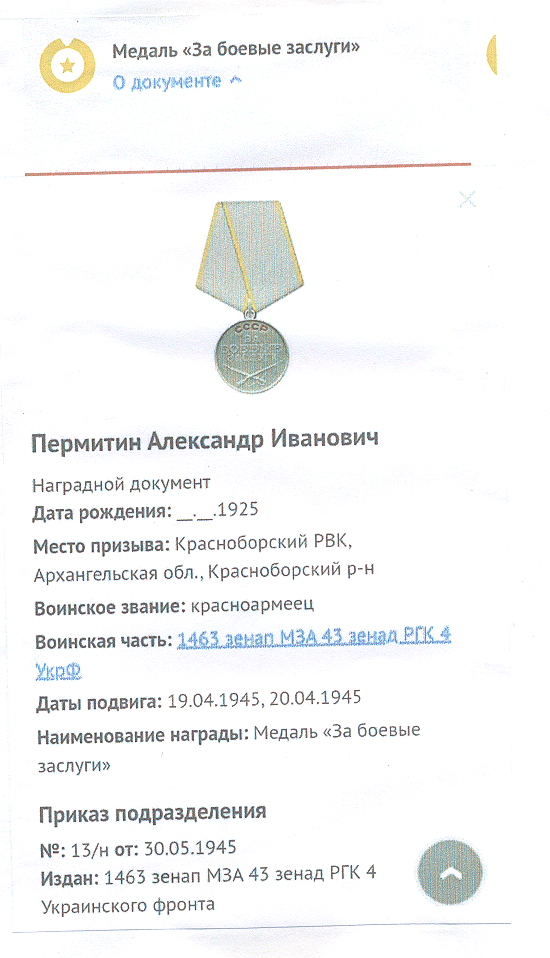 Медаль «За боевые заслуги»
О документе
СССР
ЗА
БОЕВЫЕ
ЗАСЛУГИ
Пермитин Александр Иванович
Наградной документ
Дата рождения: __.__.1925
Место призыва: Красноборский РВК,
Архангельская обл., Красноборский р-н
Воинское звание: красноармеец
Воинская часть: 1463 зенап МЗА 43 зенад РГК 4
УкрФ
Даты подвига: 19.04.1945, 20.04.1945
Наименование награды: Медаль «За боевые
заслуги»
Приказ подразделения
№: 13/н от: 30.05.1945
Издан: 1463 зенап МЗА 43 зенад РГК 4
Украинского фронта